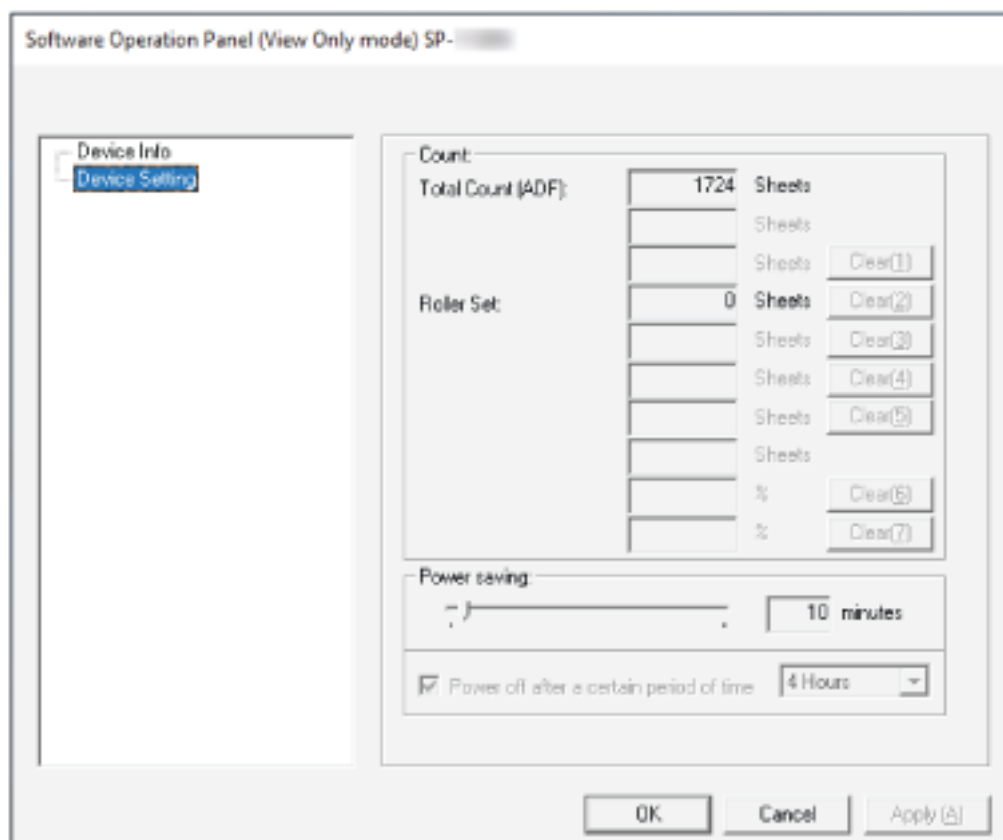 Software Operation Panel (View Only mode) SP-
Device Info
Device Setting
Count:
Total Count (ADF): 1724 Sheets
Sheets
Sheets Clear(1)
Roller Set: 0 Sheets Clear(2)
Sheets Clear(3)
Sheets Clear(4)
Sheets Clear(5)
Sheets
% Clear(6)
% Clear(7)
Power saving:
10 minutes
Power off after a certain period of time 4 Hours
OK Cancel Apply (A)